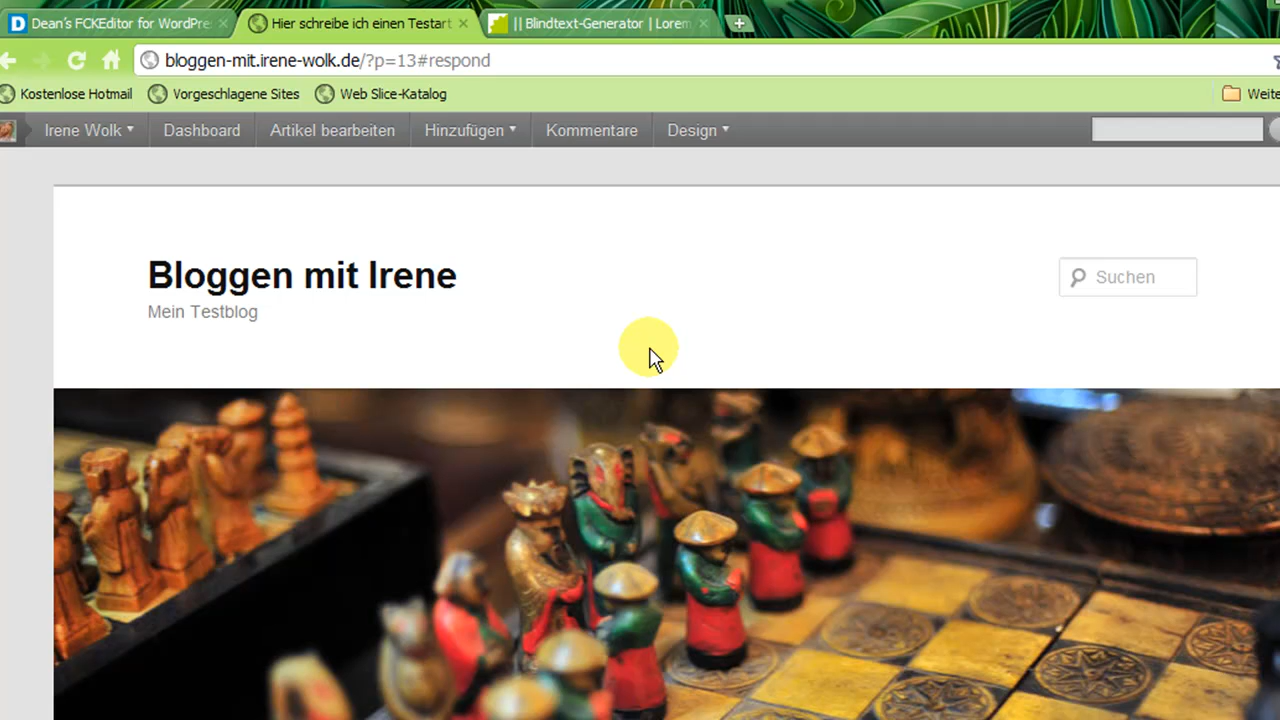 Dean's FCKEditor for WordPre
Hier schreibe ich einen Testart
|| Blindtext-Generator | Lorem
bloggen-mit.irene-wolk.de/?p=13#respond
Kostenlose Hotmail
Vorgeschlagene Sites
Web Slice-Katalog
Weite
Irene Wolk
Dashboard
Artikel bearbeiten
Hinzufügen
Kommentare
Design
Bloggen mit Irene
Suchen
Mein Testblog